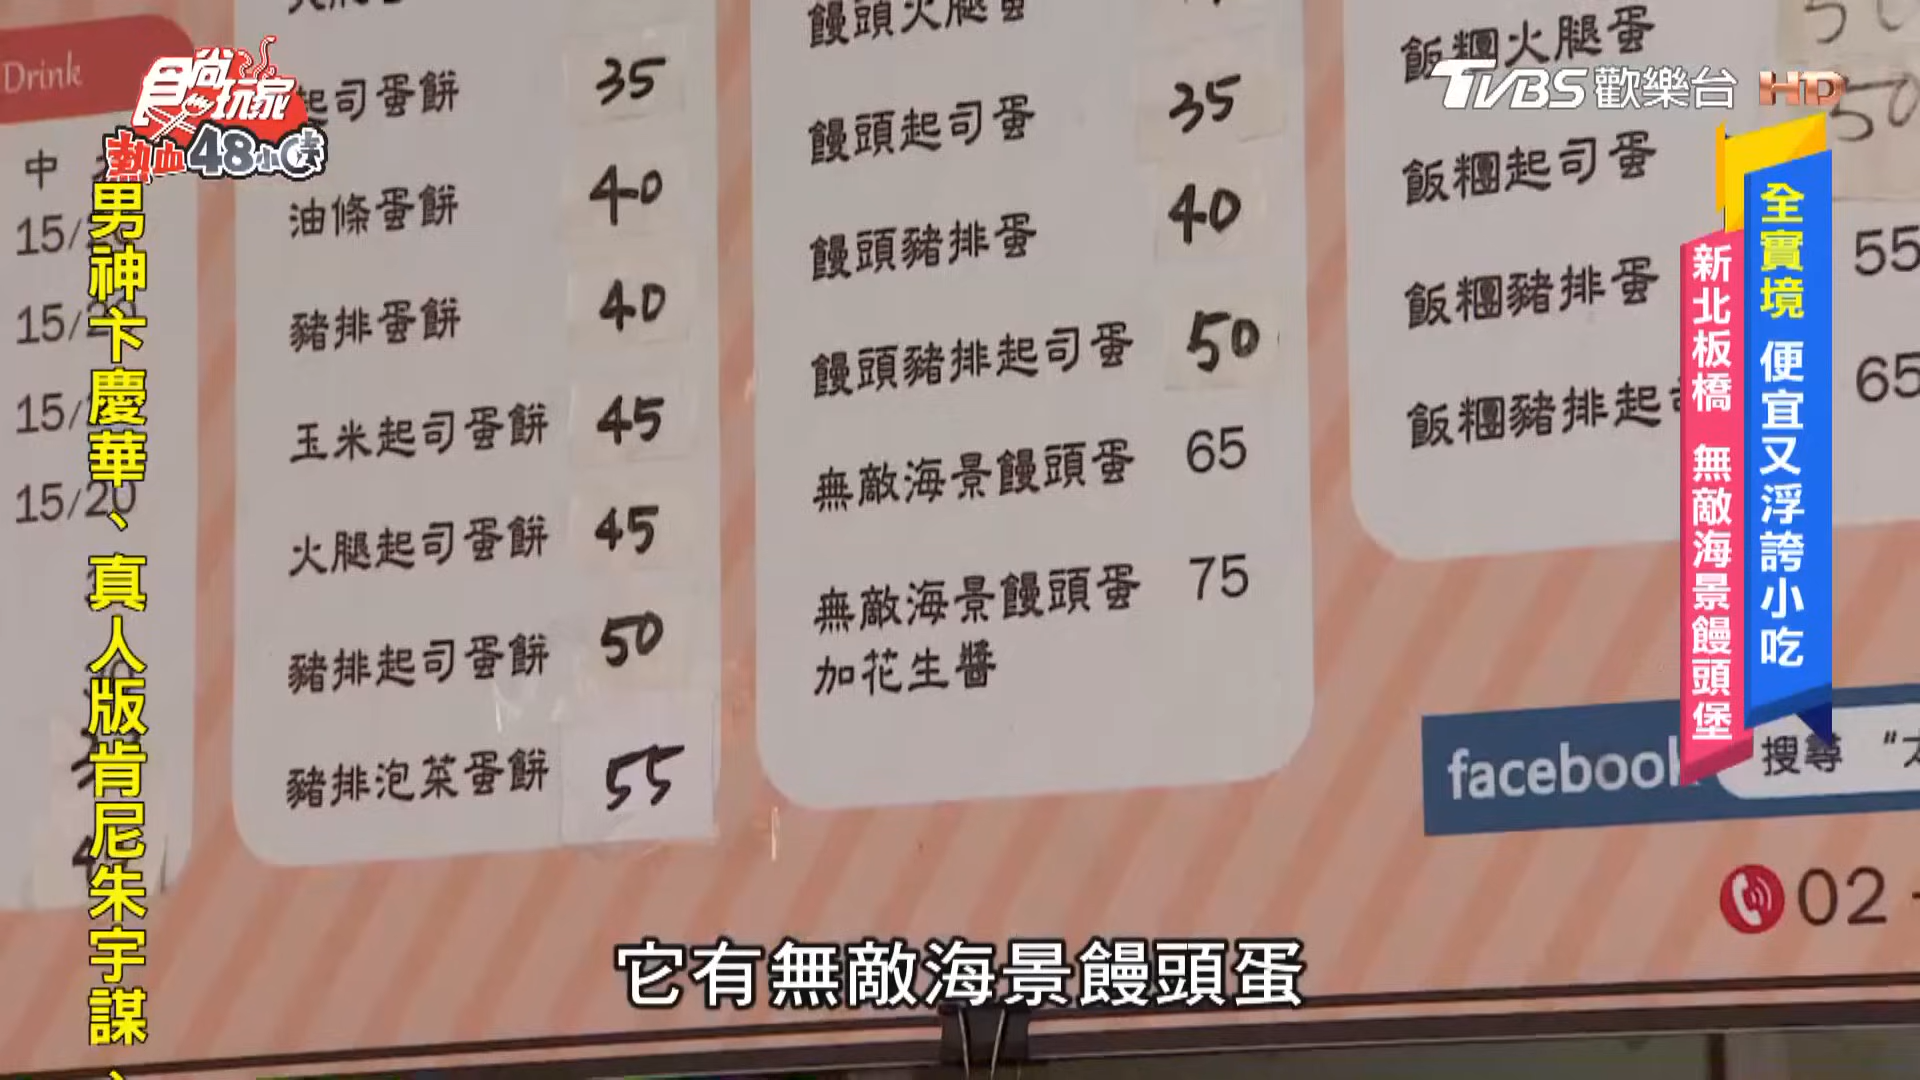 食尚玩家
熱血48小時
TVBS歡樂台 HD
全實境 便宜又浮誇小吃
新北板橋 無敵海景饅頭堡
男神卞慶華、真人版肯尼朱宇謀、
Drink
中
15/
15/
15/
15/20
起司蛋餅 35
油條蛋餅 40
豬排蛋餅 40
玉米起司蛋餅 45
火腿起司蛋餅 45
豬排起司蛋餅 50
豬排泡菜蛋餅 55
饅頭火腿蛋
饅頭起司蛋 35
饅頭豬排蛋 40
饅頭豬排起司蛋 50
無敵海景饅頭蛋 65
無敵海景饅頭蛋 75
加花生醬
飯糰火腿蛋 50
飯糰起司蛋 50
飯糰豬排蛋 55
飯糰豬排起司 65
facebook 搜尋 “
02 -
它有無敵海景饅頭蛋